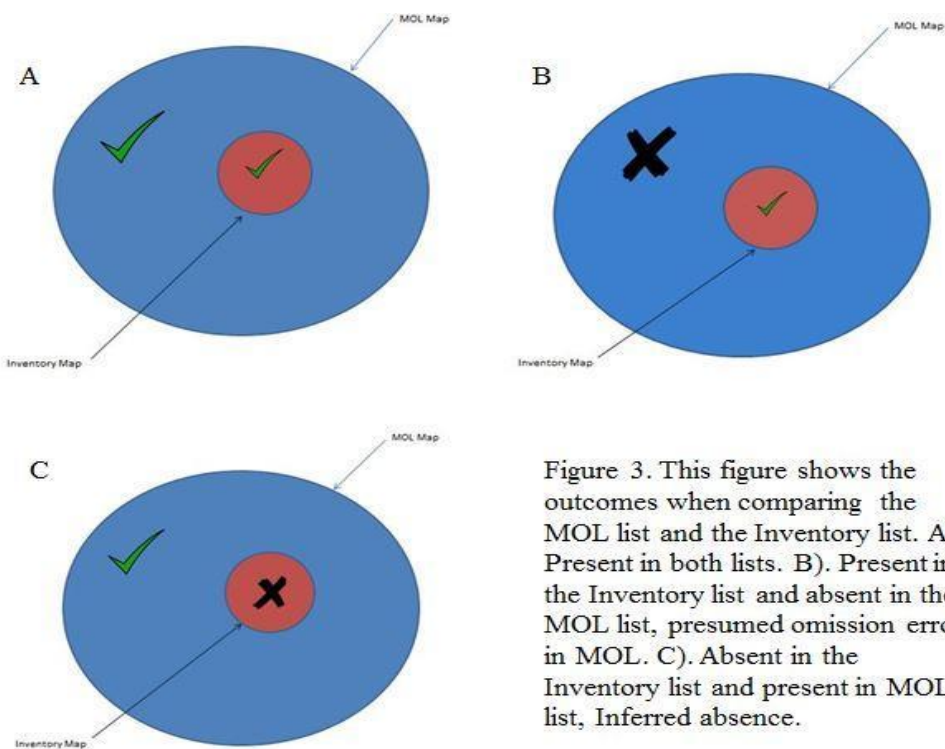 MOL Map
A
Inventory Map
MOL Map
B
Inventory Map
MOL Map
C
Inventory Map
Figure 3. This figure shows the
outcomes when comparing the
MOL list and the Inventory list. A
Present in both lists. B). Present in
the Inventory list and absent in the
MOL list, presumed omission erro
in MOL. C). Absent in the
Inventory list and present in MOL
list, Inferred absence.